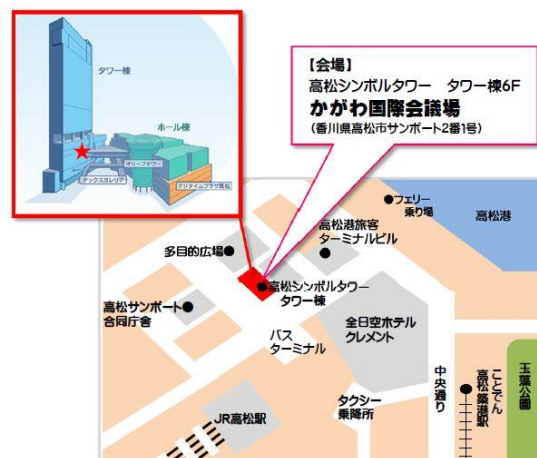 タワー棟
ホール棟
オリーブタワー
デックスガレリア
マリタイムプラザ高松
【会場】
高松シンボルタワー タワー棟6F
かがわ国際会議場
(香川県高松市サンポート2番1号)
フェリー
乗り場
高松港
高松港旅客
ターミナルビル
多目的広場
高松シンボルタワー
タワー棟
高松サンポート
合同庁舎
バス
ターミナル
全日空ホテル
クレメント
中央通り
ことでん
高松築港駅
玉藻公園
タクシー
乗降所
JR高松駅